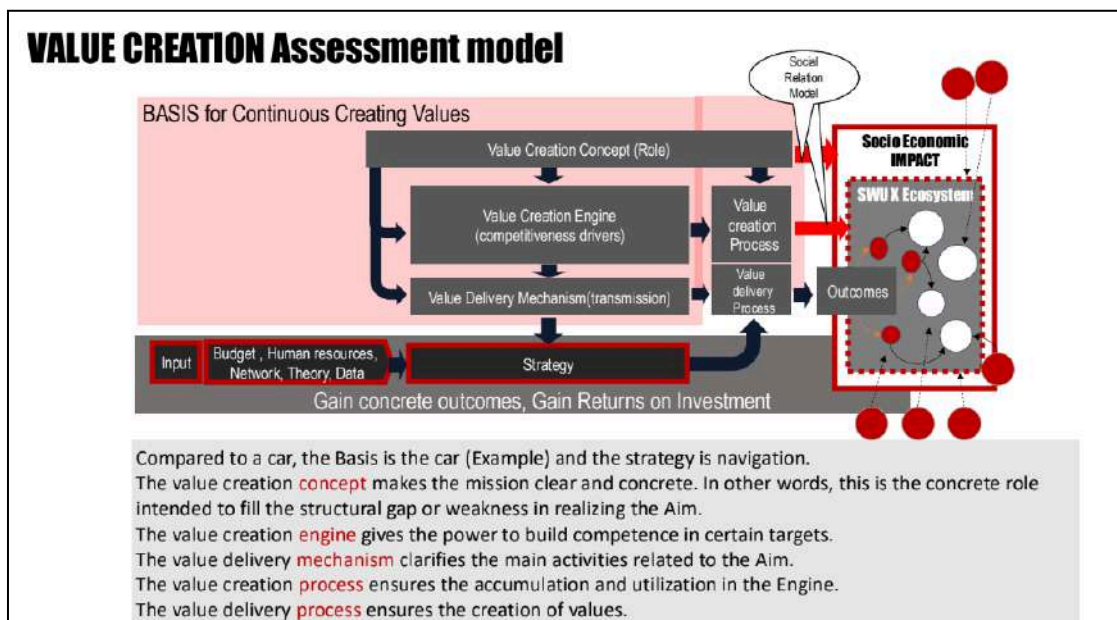 VALUE CREATION Assessment model
Social
Relation
Model
BASIS for Continuous Creating Values
Value Creation Concept (Role)
Socio Economic
IMPACT
SWU X Ecosystem
Value Creation Engine
(competitiveness drivers)
Value
creation
Process
Value Delivery Mechanism(transmission)
Value
delivery
Process
Outcomes
Input
Budget , Human resources,
Network, Theory, Data
Strategy
Gain concrete outcomes, Gain Returns on Investment
Compared to a car, the Basis is the car (Example) and the strategy is navigation.
The value creation concept makes the mission clear and concrete. In other words, this is the concrete role
intended to fill the structural gap or weakness in realizing the Aim.
The value creation engine gives the power to build competence in certain targets.
The value delivery mechanism clarifies the main activities related to the Aim.
The value creation process ensures the accumulation and utilization in the Engine.
The value delivery process ensures the creation of values.